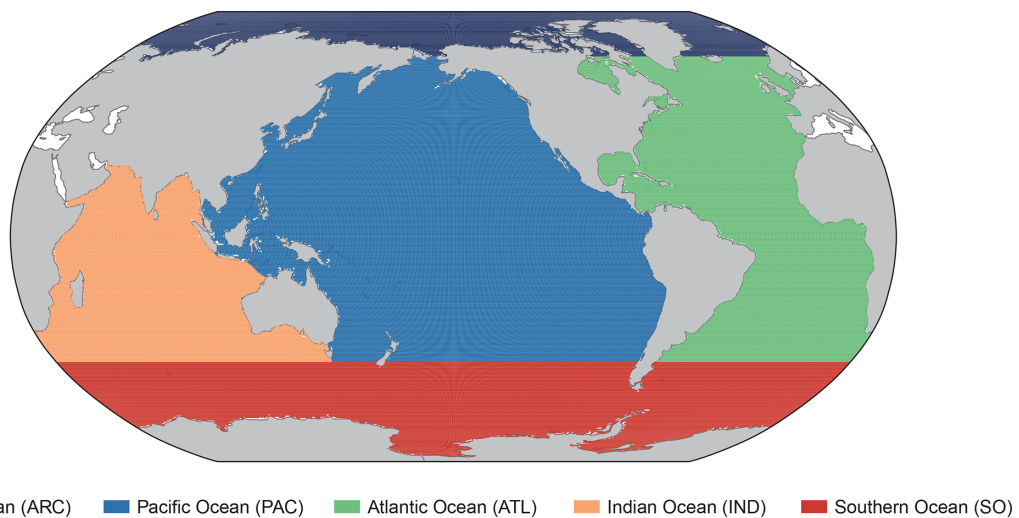 an (ARC) Pacific Ocean (PAC) Atlantic Ocean (ATL) Indian Ocean (IND) Southern Ocean (SO)